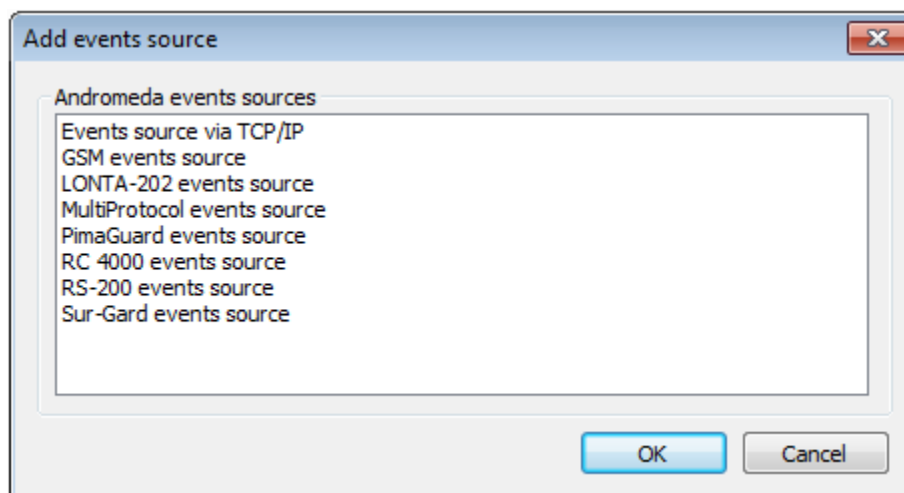 Add events source
Andromeda events sources
Events source via TCP/IP
GSM events source
LONTA-202 events source
MultiProtocol events source
PimaGuard events source
RC 4000 events source
RS-200 events source
Sur-Gard events source
OK
Cancel